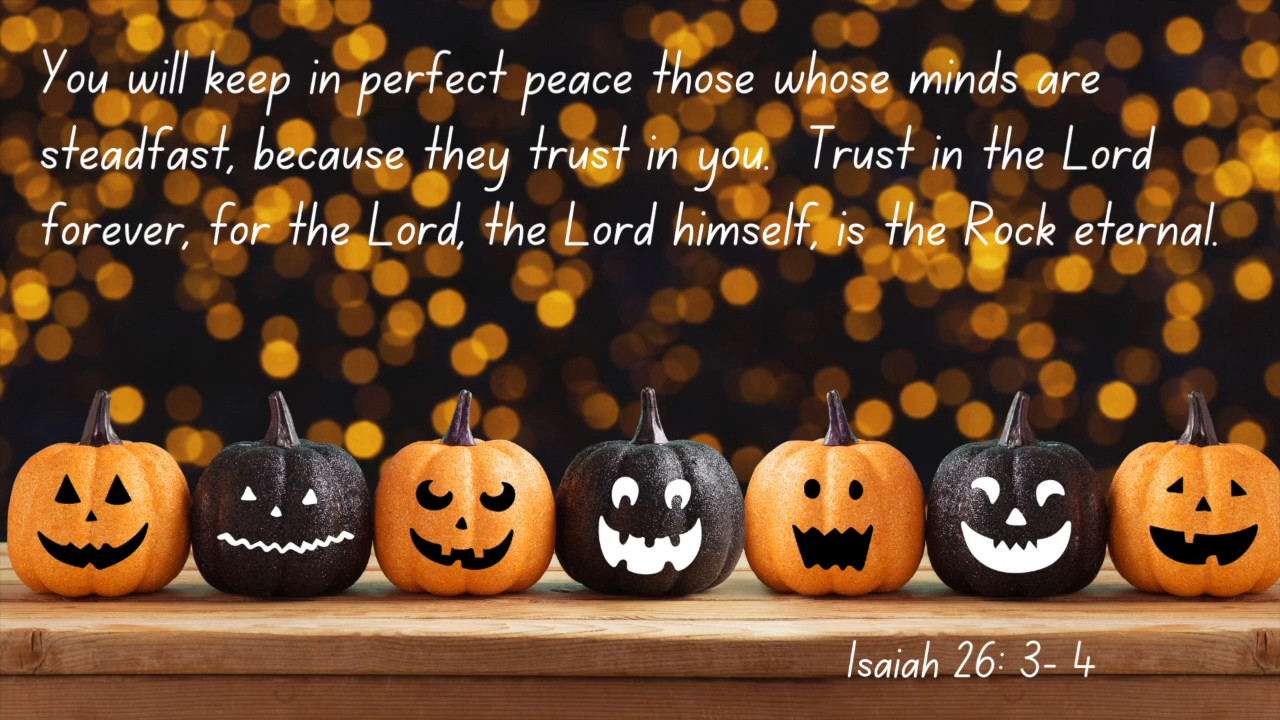 You will keep in perfect peace those whose minds are
steadfast, because they trust in you. Trust in the Lord
forever, for the Lord, the Lord himself, is the Rock eternal.
Isaiah 26: 3- 4